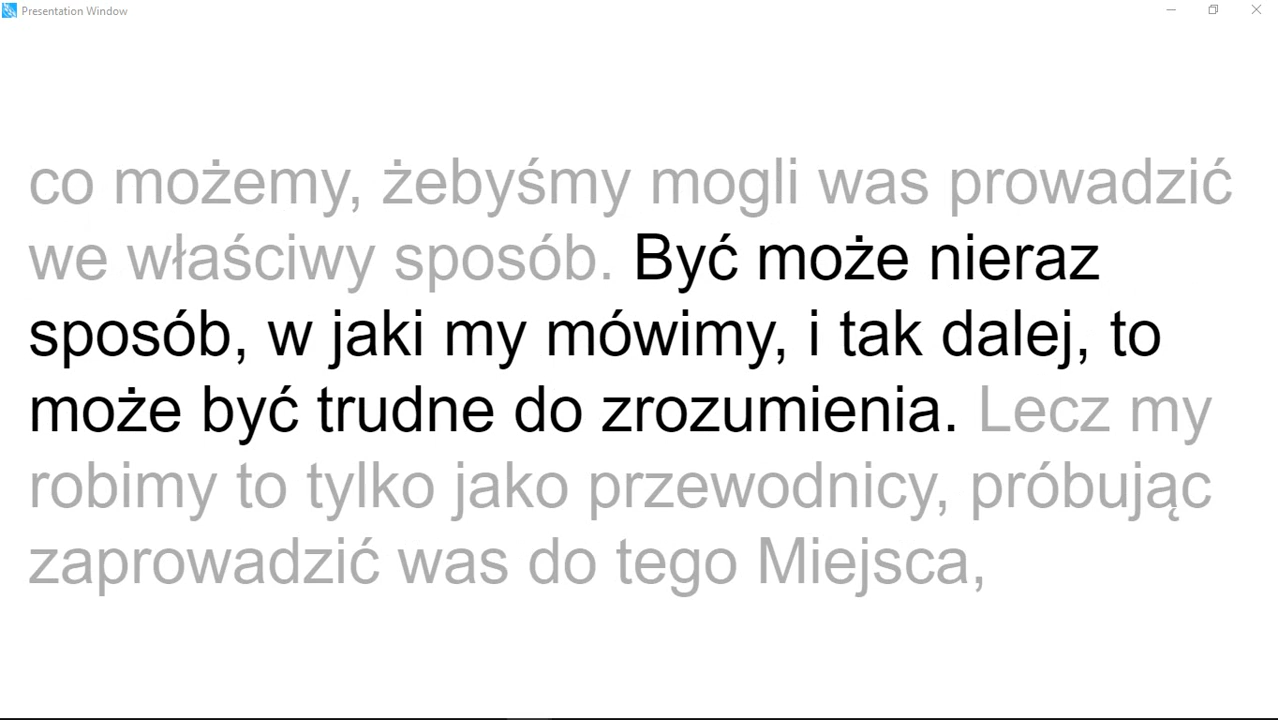 Presentation Window
co możemy, żebyśmy mogli was prowadzić
we właściwy sposób. Być może nieraz
sposób, w jaki my mówimy, i tak dalej, to
może być trudne do zrozumienia. Lecz my
robimy to tylko jako przewodnicy, próbując
zaprowadzić was do tego Miejsca,